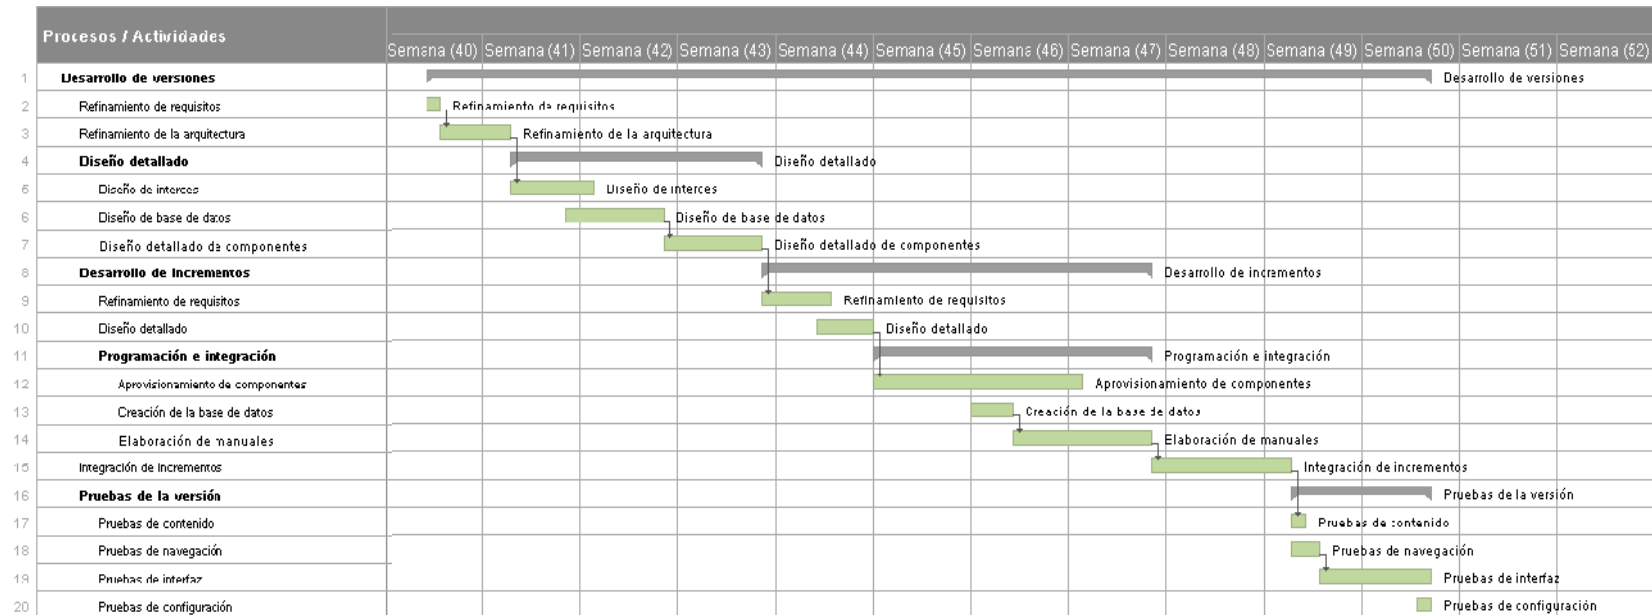 Procesos / Actividades
Semana (40) Semana (41) Semana (42) Semana (43) Semana (44) Semana (45) Semana (46) Semana (47) Semana (48) Semana (49) Semana (50) Semana (51) Semana (52)
1 Desarrollo de versiones Desarrollo de versiones
2 Refinamiento de requisitos Refinamiento de requisitos
3 Refinamiento de la arquitectura Refinamiento de la arquitectura
4 Diseño detallado Diseño detallado
5 Diseño de interces Diseño de interces
6 Diseño de base de datos Diseño de base de datos
7 Diseño detallado de componentes Diseño detallado de componentes
8 Desarrollo de incrementos Desarrollo de incrementos
9 Refinamiento de requisitos Refinamiento de requisitos
10 Diseño detallado Diseño detallado
11 Programación e integración Programación e integración
12 Aprovisionamiento de componentes Aprovisionamiento de componentes
13 Creación de la base de datos Creación de la base de datos
14 Elaboración de manuales Elaboración de manuales
15 Integración de incrementos Integración de incrementos
16 Pruebas de la versión Pruebas de la versión
17 Pruebas de contenido Pruebas de contenido
18 Pruebas de navegación Pruebas de navegación
19 Pruebas de interfaz Pruebas de interfaz
20 Pruebas de configuración Pruebas de configuración